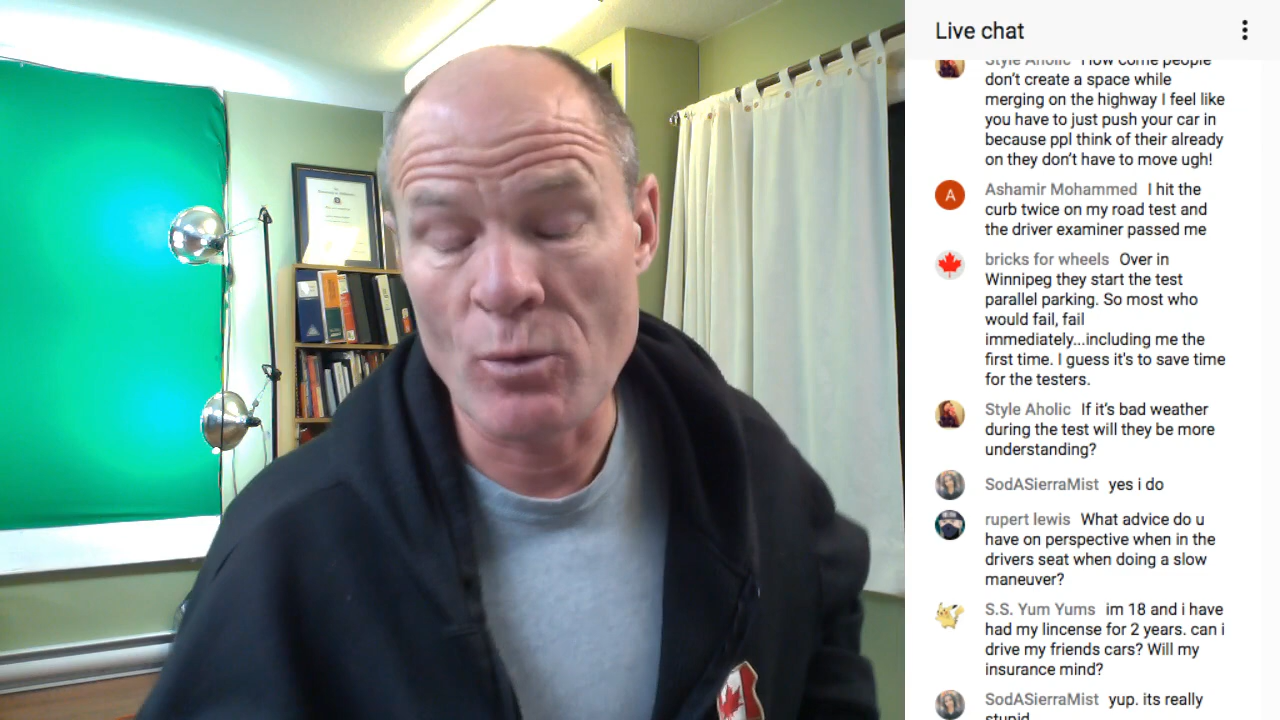 Live chat
Style Aholic How come people
don't create a space while
merging on the highway I feel like
you have to just push your car in
because ppl think of their already
on they don't have to move ugh!
A
Ashamir Mohammed I hit the
curb twice on my road test and
the driver examiner passed me
bricks for wheels Over in
Winnipeg they start the test
parallel parking. So most who
would fail, fail
immediately...including me the
first time. I guess it's to save time
for the testers.
Style Aholic If it's bad weather
during the test will they be more
understanding?
SodASierraMist yes i do
rupert lewis What advice do u
have on perspective when in the
drivers seat when doing a slow
maneuver?
S.S. Yum Yums im 18 and i have
had my lincense for 2 years. can i
drive my friends cars? Will my
insurance mind?
SodASierraMist yup. its really
stupid